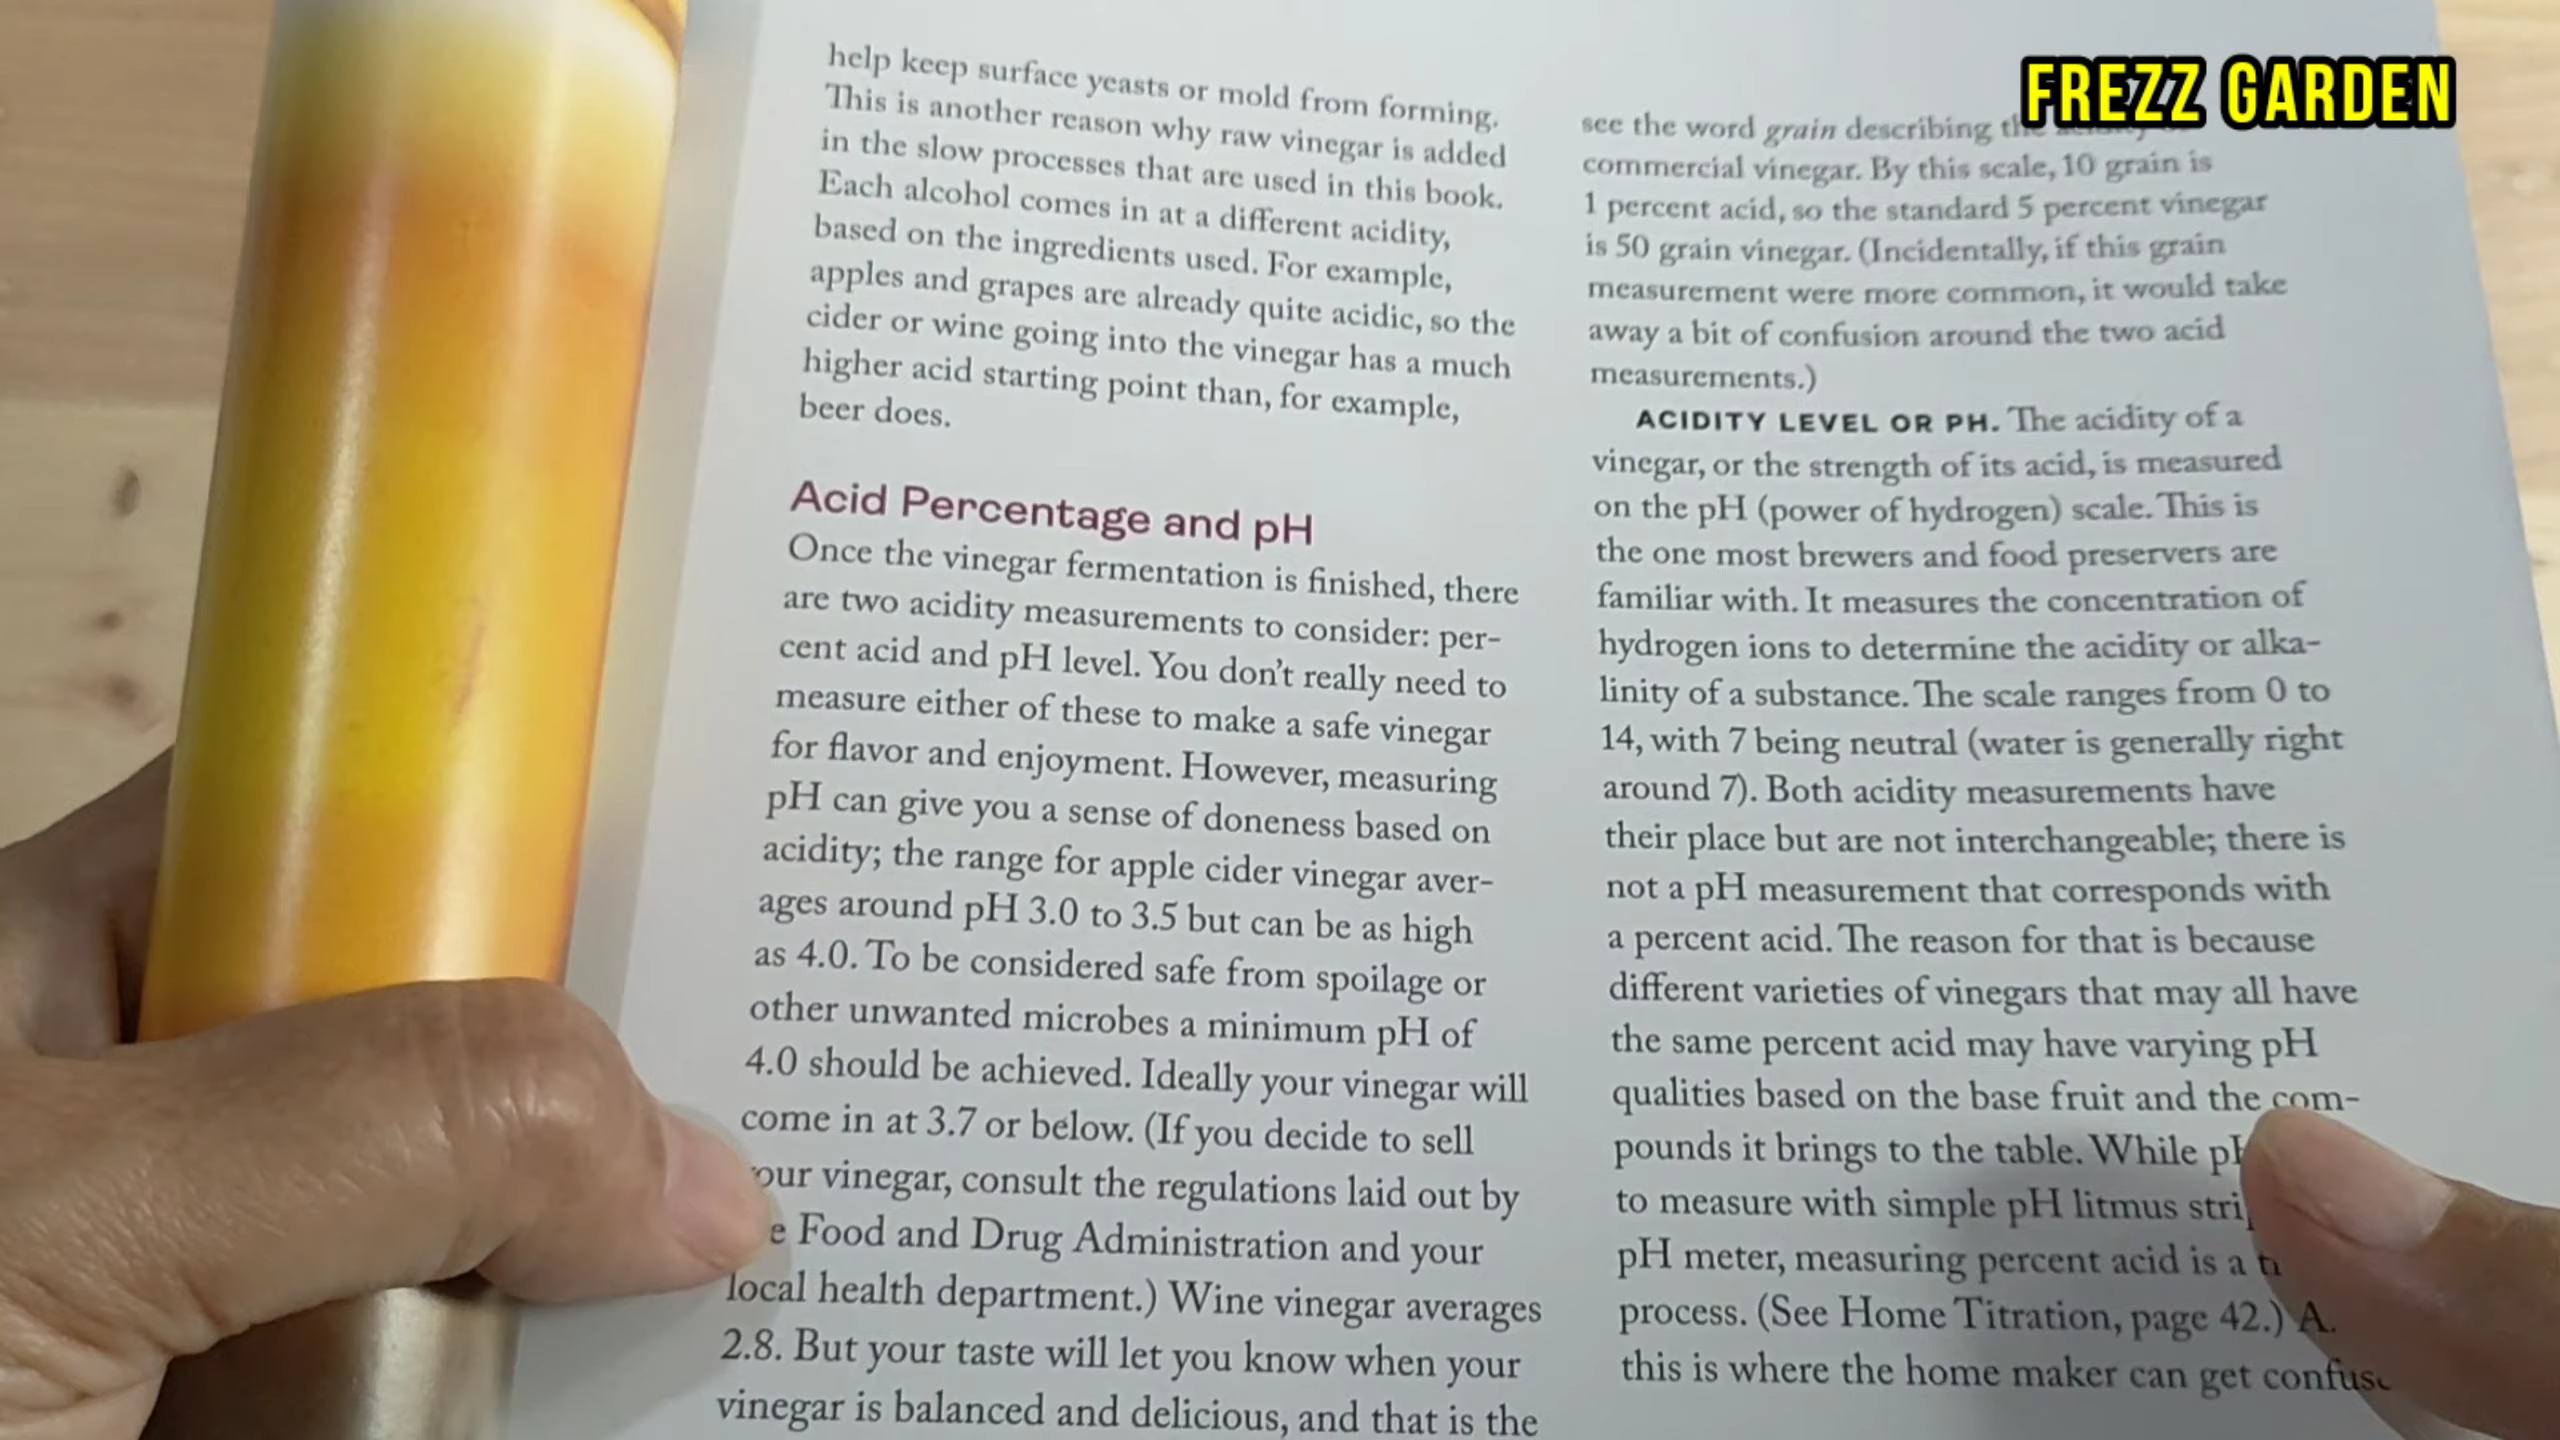 FREZZ GARDEN
help keep surface yeasts or mold from forming.
This is another reason why raw vinegar is added
in the slow processes that are used in this book.
Each alcohol comes in at a different acidity,
based on the ingredients used. For example,
apples and grapes are already quite acidic, so the
cider or wine going into the vinegar has a much
higher acid starting point than, for example,
beer does.
Acid Percentage and pH
Once the vinegar fermentation is finished, there
are two acidity measurements to consider: per-
cent acid and pH level. You don't really need to
measure either of these to make a safe vinegar
for flavor and enjoyment. However, measuring
pH can give you a sense of doneness based on
acidity; the range for apple cider vinegar aver-
ages around pH 3.0 to 3.5 but can be as high
as 4.0. To be considered safe from spoilage or
other unwanted microbes a minimum pH of
4.0 should be achieved. Ideally your vinegar will
come in at 3.7 or below. (If you decide to sell
our vinegar, consult the regulations laid out by
e Food and Drug Administration and your
local health department.) Wine vinegar averages
2.8. But your taste will let you know when your
vinegar is balanced and delicious, and that is the
see the word grain describing
commercial vinegar. By this scale, 10 grain is
1 percent acid, so the standard 5 percent vinegar
is 50 grain vinegar. (Incidentally, if this grain
measurement were more common, it would take
away a bit of confusion around the two acid
measurements.)
ACIDITY LEVEL OR PH. The acidity of a
vinegar, or the strength of its acid, is measured
on the pH (power of hydrogen) scale. This is
the one most brewers and food preservers are
familiar with. It measures the concentration of
hydrogen ions to determine the acidity or alka-
linity of a substance. The scale ranges from 0 to
14, with 7 being neutral (water is generally right
around 7). Both acidity measurements have
their place but are not interchangeable; there is
not a pH measurement that corresponds with
a percent acid. The reason for that is because
different varieties of vinegars that may all have
the same percent acid may have varying pH
qualities based on the base fruit and the com-
pounds it brings to the table. While
to measure with simple pH litmus
pH meter, measuring percent acid is a
process. (See Home Titration, page 42.)
this is where the home maker can get